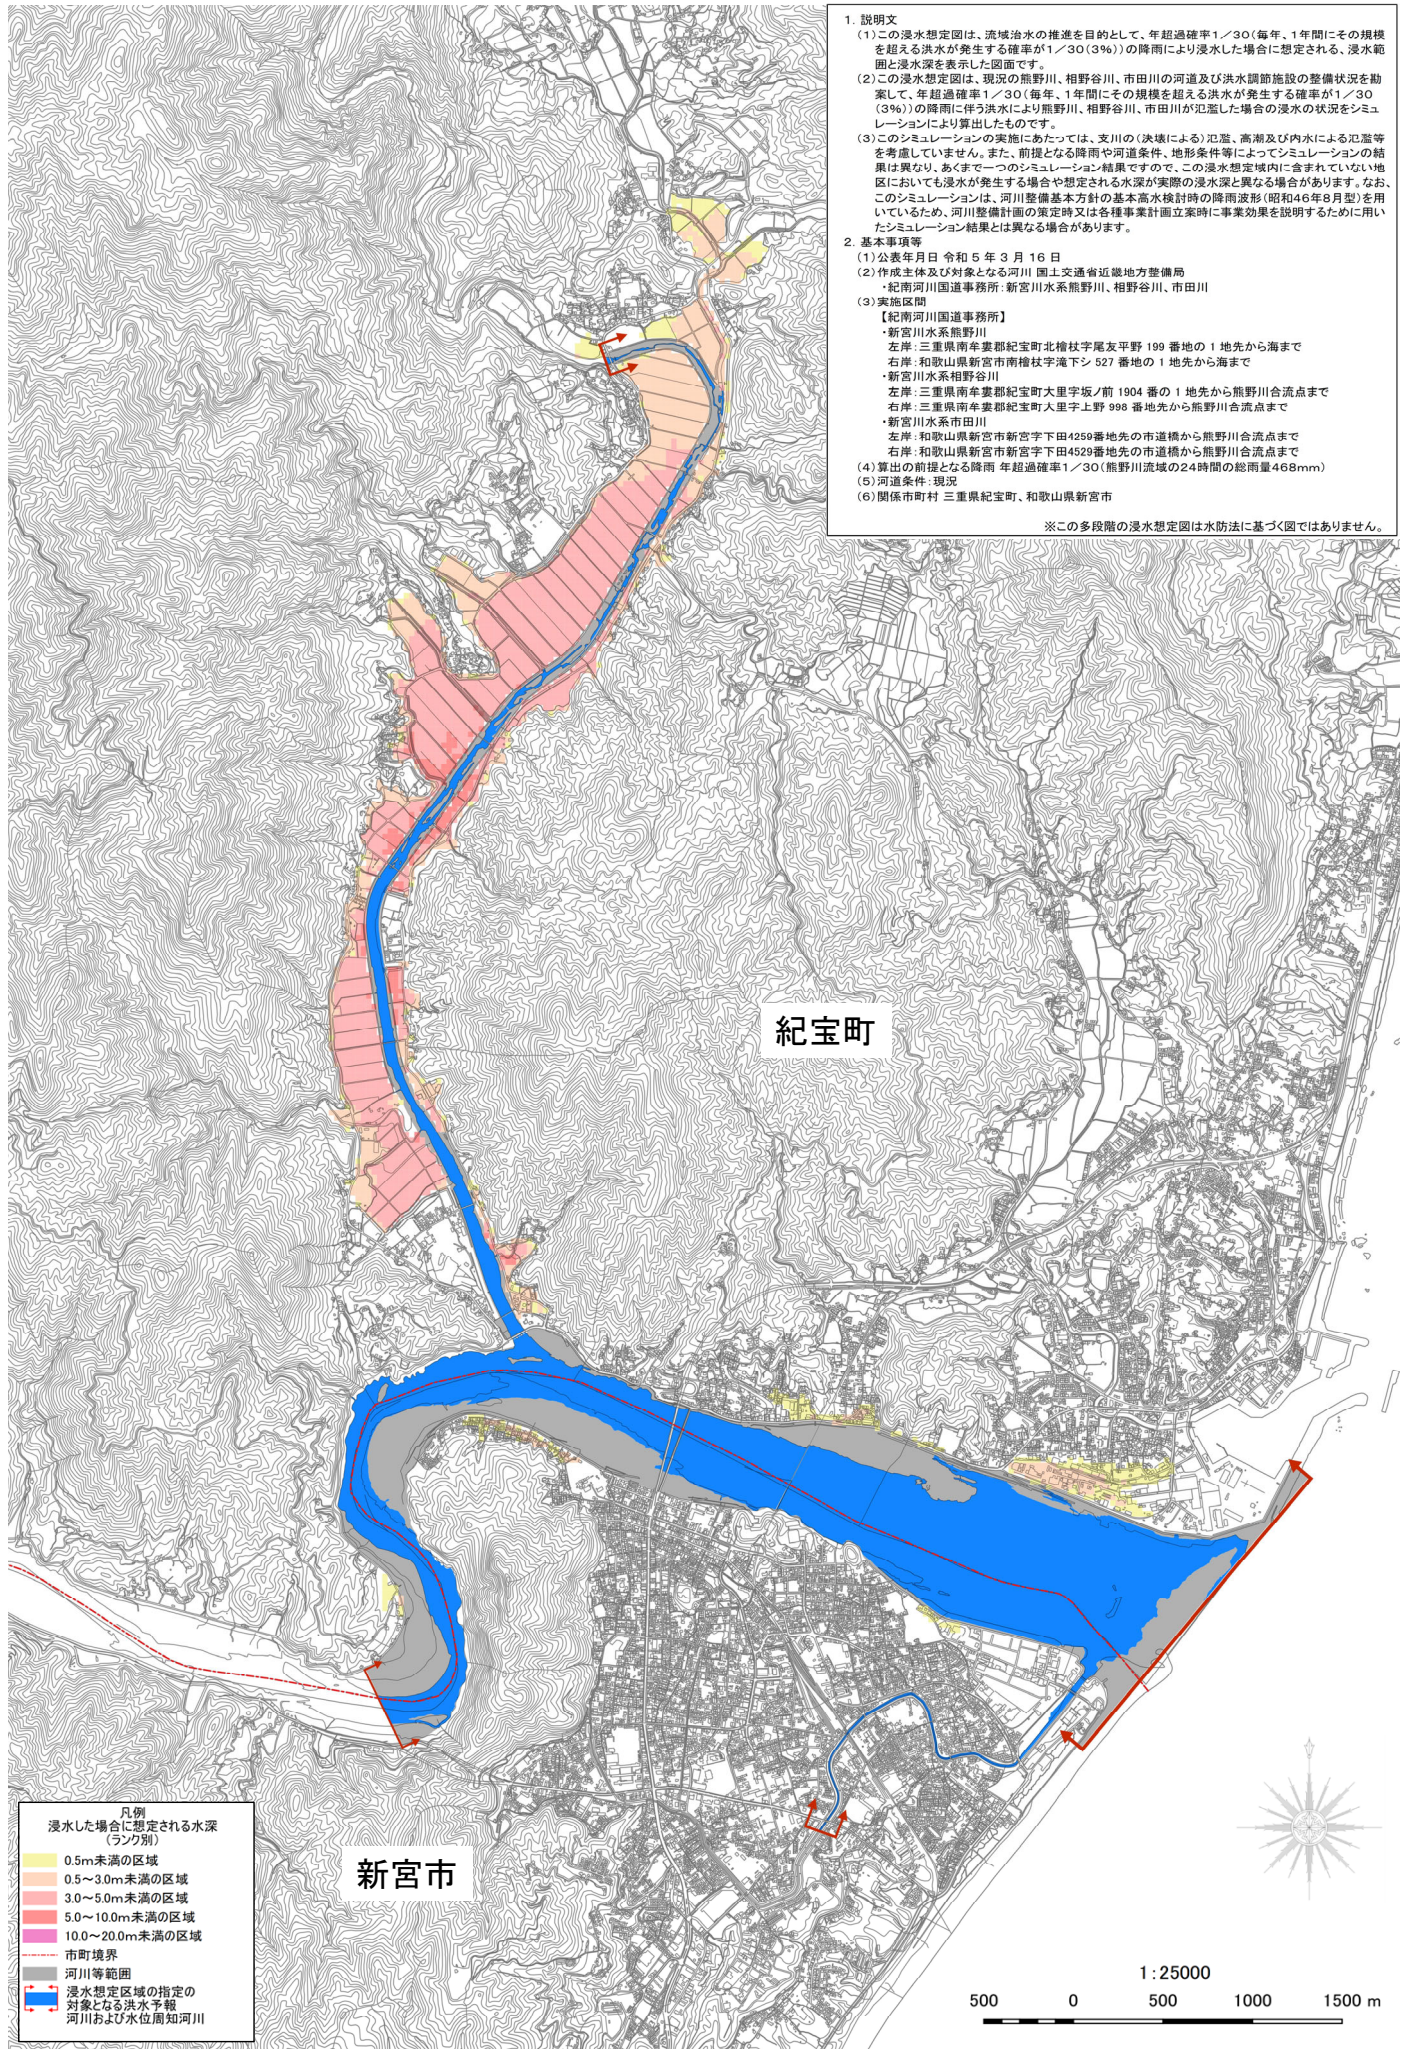 1. 説明文
(1)この浸水想定図は、流域治水の推進を目的として、年超過確率1/30(毎年、1年間にその規模
を超える洪水が発生する確率が1/30(3%))の降雨により浸水した場合に想定される、浸水範
囲と浸水深を表示した図面です。
(2)この浸水想定図は、現況の熊野川、相野谷川、市田川の河道及び洪水調節施設の整備状況を勘
案して、年超過確率1/30(毎年、1年間にその規模を超える洪水が発生する確率が1/30
(3%))の降雨に伴う洪水により熊野川、相野谷川、市田川が氾濫した場合の浸水の状況をシミュ
レーションにより算出したものです。
(3)このシミュレーションの実施にあたっては、支川の(決壊による)氾濫、高潮及び内水による氾濫等
を考慮していません。また、前提となる降雨や河道条件、地形条件等によってシミュレーションの結
果は異なり、あくまで一つのシミュレーション結果ですので、この浸水想定域内に含まれていない地
区においても浸水が発生する場合や想定される水深が実際の浸水深と異なる場合があります。なお、
このシミュレーションは、河川整備基本方針の基本高水検討時の降雨波形(昭和46年8月型)を用
いているため、河川整備計画の策定時又は各種事業計画立案時に事業効果を説明するために用い
たシミュレーション結果とは異なる場合があります。
2. 基本事項等
(1)公表年月日 令和 5 年 3 月 16 日
(2)作成主体及び対象となる河川 国土交通省近畿地方整備局
・紀南河川国道事務所:新宮川水系熊野川、相野谷川、市田川
(3)実施区間
【紀南河川国道事務所】
・新宮川水系熊野川
左岸:三重県南牟婁郡紀宝町北檜杖字尾友平野 199 番地の 1 地先から海まで
右岸:和歌山県新宮市南檜杖字滝下シ 527 番地の 1 地先から海まで
・新宮川水系相野谷川
左岸:三重県南牟婁郡紀宝町大里字坂ノ前 1904 番の 1 地先から熊野川合流点まで
右岸:三重県南牟婁郡紀宝町大里字上野 998 番地先から熊野川合流点まで
・新宮川水系市田川
左岸:和歌山県新宮市新宮字下田4259番地先の市道橋から熊野川合流点まで
右岸:和歌山県新宮市新宮字下田4529番地先の市道橋から熊野川合流点まで
(4)算出の前提となる降雨 年超過確率1/30(熊野川流域の24時間の総雨量468mm)
(5)河道条件:現況
(6)関係市町村 三重県紀宝町、和歌山県新宮市
※この多段階の浸水想定図は水防法に基づく図ではありません。
紀宝町
新宮市
凡例
浸水した場合に想定される水深
(ランク別)
0.5m未満の区域
0.5～3.0m未満の区域
3.0～5.0m未満の区域
5.0～10.0m未満の区域
10.0～20.0m未満の区域
市町境界
河川等範囲
浸水想定区域の指定の
対象となる洪水予報
河川および水位周知河川
1:25000
500 0 500 1000 1500 m